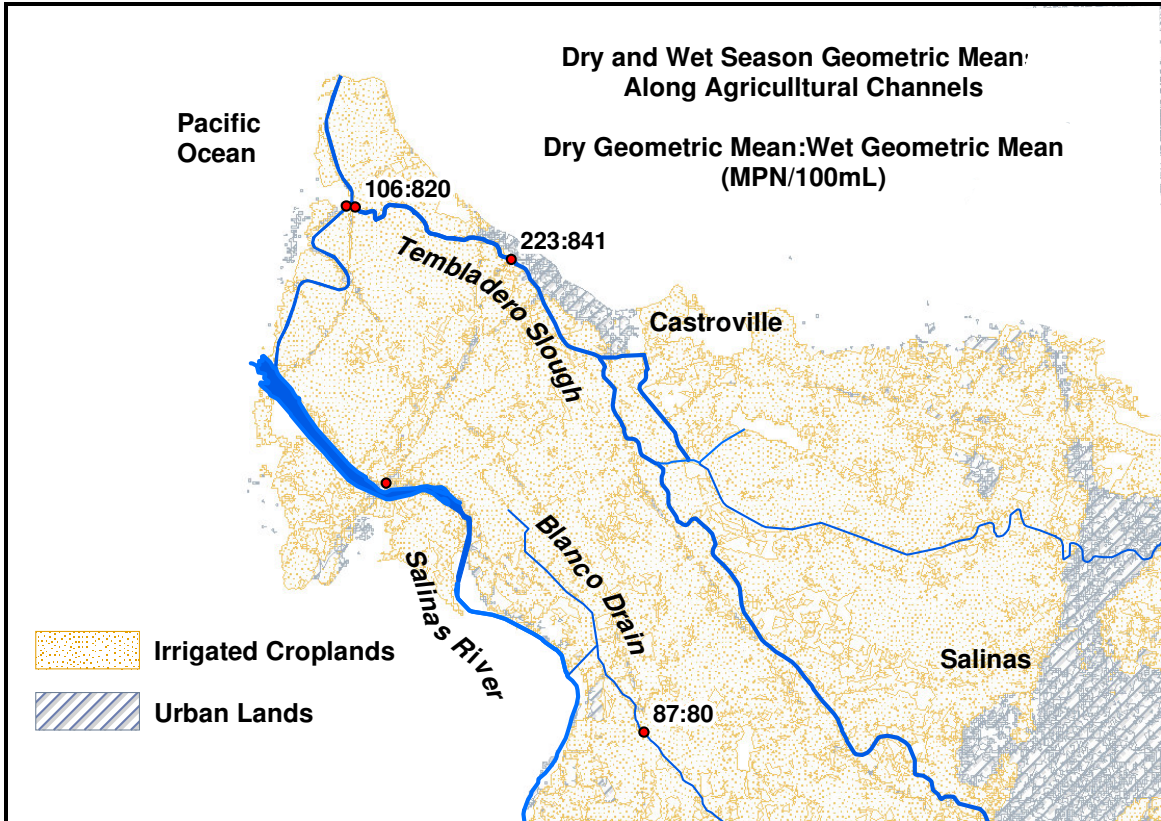 Dry and Wet Season Geometric Mean
Along Agricultural Channels
Dry Geometric Mean:Wet Geometric Mean
(MPN/100mL)
Pacific
Ocean
106:820
223:841
Tembladero Slough
Castroville
Blanco Drain
Salinas River
Salinas
87:80
Irrigated Croplands
Urban Lands